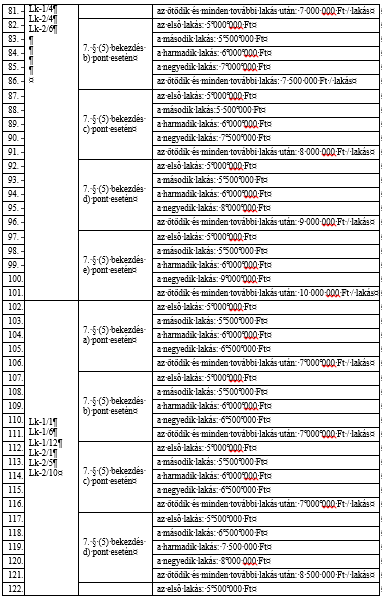 81. az ötödik és minden további lakás után: 7 000 000 Ft / lakás
Lk-1/4
Lk-2/4
Lk-2/6
7. § (5) bekezdés
b) pont esetén
82. az első lakás: 5 000 000 Ft
83. a második lakás: 5 500 000 Ft
84. a harmadik lakás: 6 000 000 Ft
85. a negyedik lakás: 7 000 000 Ft
86. az ötödik és minden további lakás után: 7 500 000 Ft / lakás
7. § (5) bekezdés
c) pont esetén
87. az első lakás: 5 000 000 Ft
88. a második lakás: 5 500 000 Ft
89. a harmadik lakás: 6 000 000 Ft
90. a negyedik lakás: 7 500 000 Ft
91. az ötödik és minden további lakás után: 8 000 000 Ft / lakás
7. § (5) bekezdés
d) pont esetén
92. az első lakás: 5 000 000 Ft
93. a második lakás: 5 500 000 Ft
94. a harmadik lakás: 6 000 000 Ft
95. a negyedik lakás: 8 000 000 Ft
96. az ötödik és minden további lakás után: 9 000 000 Ft / lakás
7. § (5) bekezdés
e) pont esetén
97. az első lakás: 5 000 000 Ft
98. a második lakás: 5 500 000 Ft
99. a harmadik lakás: 6 000 000 Ft
100. a negyedik lakás: 9 000 000 Ft
101. az ötödik és minden további lakás után: 10 000 000 Ft / lakás
Lk-1/1
Lk-1/6
Lk-1/12
Lk-2/1
Lk-2/5
Lk-2/10
7. § (5) bekezdés
a) pont esetén
102. az első lakás: 5 000 000 Ft
103. a második lakás: 5 500 000 Ft
104. a harmadik lakás: 6 000 000 Ft
105. a negyedik lakás: 6 500 000 Ft
106. az ötödik és minden további lakás után: 7 000 000 Ft / lakás
7. § (5) bekezdés
b) pont esetén
107. az első lakás: 5 000 000 Ft
108. a második lakás: 5 500 000 Ft
109. a harmadik lakás: 6 000 000 Ft
110. a negyedik lakás: 6 500 000 Ft
111. az ötödik és minden további lakás után: 7 000 000 Ft / lakás
7. § (5) bekezdés
c) pont esetén
112. az első lakás: 5 000 000 Ft
113. a második lakás: 5 500 000 Ft
114. a harmadik lakás: 6 000 000 Ft
115. a negyedik lakás: 6 500 000 Ft
116. az ötödik és minden további lakás után: 7 000 000 Ft / lakás
7. § (5) bekezdés
d) pont esetén
117. az első lakás: 5 500 000 Ft
118. a második lakás: 6 500 000 Ft
119. a harmadik lakás: 7 500 000 Ft
120. a negyedik lakás: 8 000 000 Ft
121. az ötödik és minden további lakás után: 8 500 000 Ft / lakás
122. az első lakás: 5 500 000 Ft